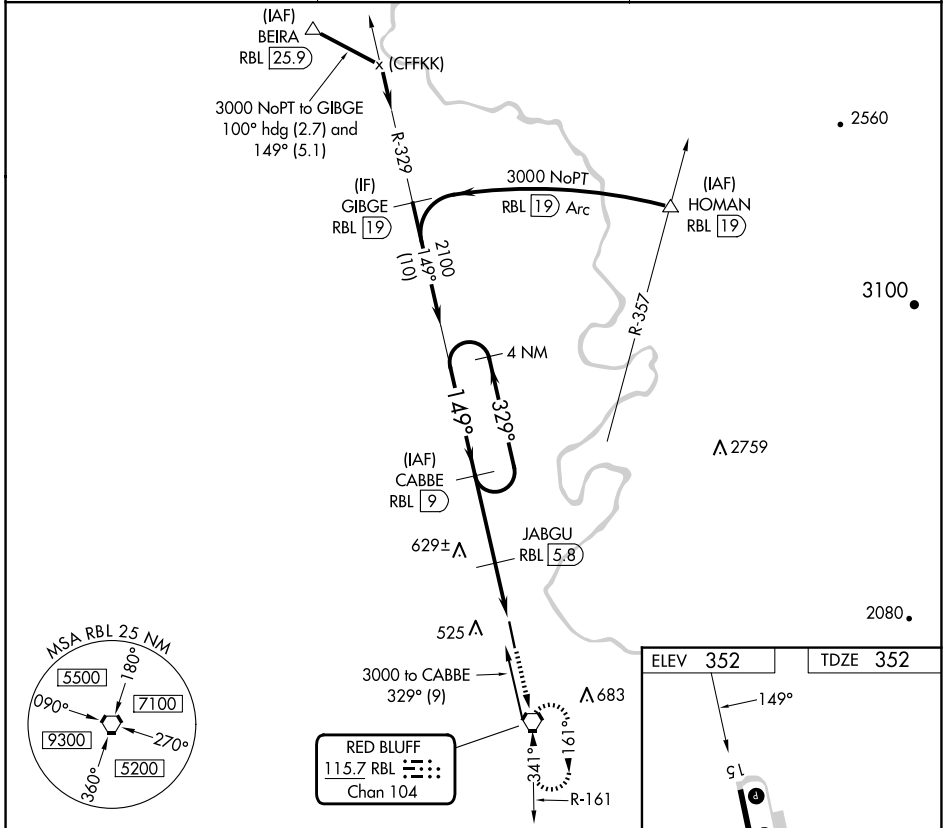 (IAF)
BEIRA
RBL 25.9
(CFFKK)
3000 NoPT to GIBGE
100° hdg (2.7) and
149° (5.1)
R-329
2560
(IF)
GIBGE
RBL 19
3000 NoPT
RBL 19 Arc
(IAF)
HOMAN
RBL 19
2100
149°
(10)
3100
R-357
4 NM
149°
329°
(IAF)
CABBE
RBL 9
2759
JABGU
RBL 5.8
629±
525
2080
3000 to CABBE
329° (9)
683
MSA RBL 25 NM
5500
180°
090°
7100
9300
270°
360°
5200
RED BLUFF
115.7 RBL
Chan 104
341°
161°
R-161
ELEV 352
TDZE 352
149°
15
P